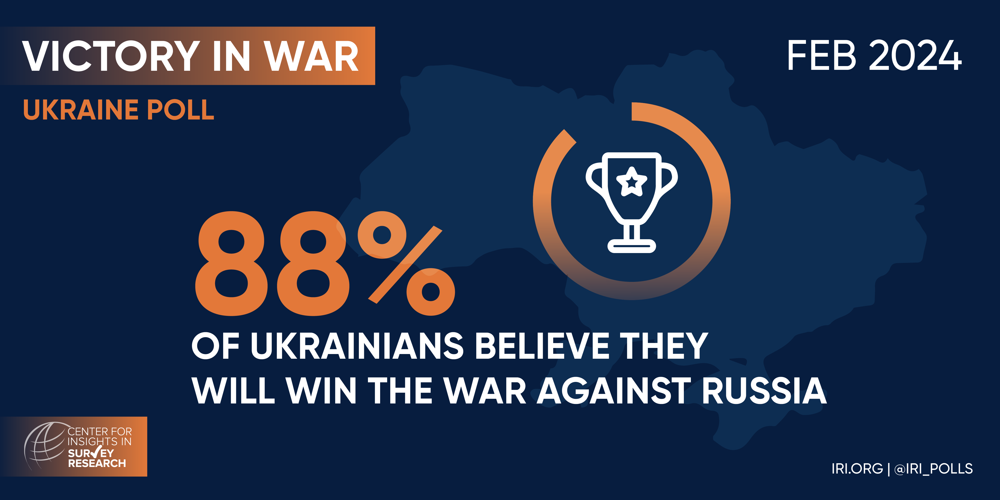 VICTORY IN WAR
FEB 2024
UKRAINE POLL
88%
OF UKRAINIANS BELIEVE THEY
WILL WIN THE WAR AGAINST RUSSIA
CENTER FOR
INSIGHTS IN
SURVEY
RESEARCH
IRI.ORG | @IRI_POLLS